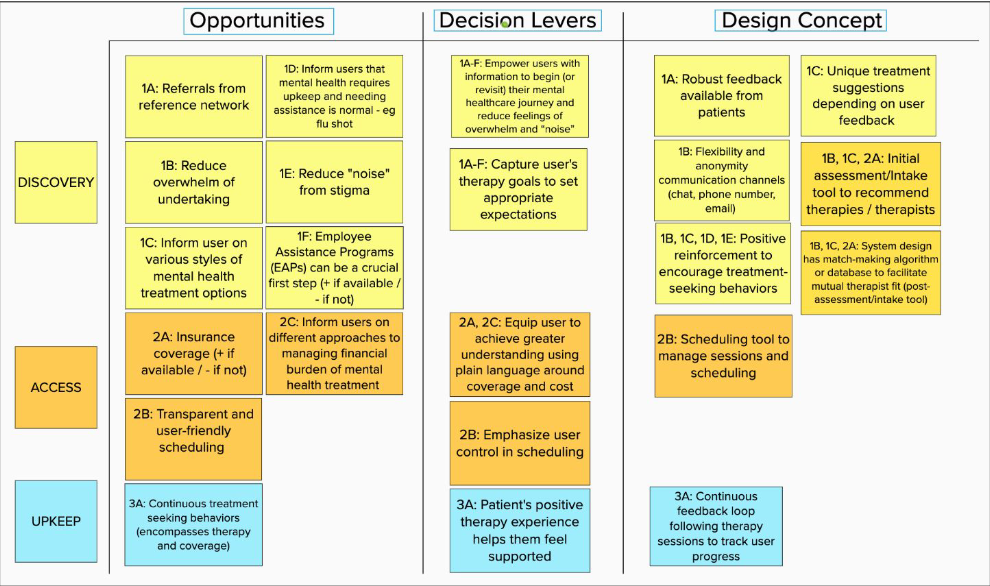 Opportunities
Decision Levers
Design Concept
DISCOVERY
1A: Referrals from
reference network
1D: Inform users that
mental health requires
upkeep and needing
assistance is normal - eg
flu shot
1B: Reduce
overwhelm of
undertaking
1E: Reduce "noise"
from stigma
1C: Inform user on
various styles of
mental health
treatment options
1F: Employee
Assistance Programs
(EAPs) can be a crucial
first step (+ if available /
- if not)
1A-F: Empower users with
information to begin (or
revisit) their mental
healthcare journey and
reduce feelings of
overwhelm and "noise"
1A-F: Capture user's
therapy goals to set
appropriate
expectations
1A: Robust feedback
available from
patients
1C: Unique treatment
suggestions
depending on user
feedback
1B: Flexibility and
anonymity
communication channels
(chat, phone number,
email)
1B, 1C, 2A: Initial
assessment/Intake
tool to recommend
therapies / therapists
1B, 1C, 1D, 1E: Positive
reinforcement to
encourage treatment-
seeking behaviors
1B, 1C, 2A: System design
has match-making algorithm
or database to facilitate
mutual therapist fit (post-
assessment/intake tool)
ACCESS
2A: Insurance
coverage (+ if
available / - if not)
2C: Inform users on
different approaches to
managing financial
burden of mental
health treatment
2B: Transparent and
user-friendly
scheduling
2A, 2C: Equip user to
achieve greater
understanding using
plain language around
coverage and cost
2B: Emphasize user
control in scheduling
2B: Scheduling tool to
manage sessions and
scheduling
UPKEEP
3A: Continuous treatment
seeking behaviors
(encompasses therapy
and coverage)
3A: Patient's positive
therapy experience
helps them feel
supported
3A: Continuous
feedback loop
following therapy
sessions to track user
progress